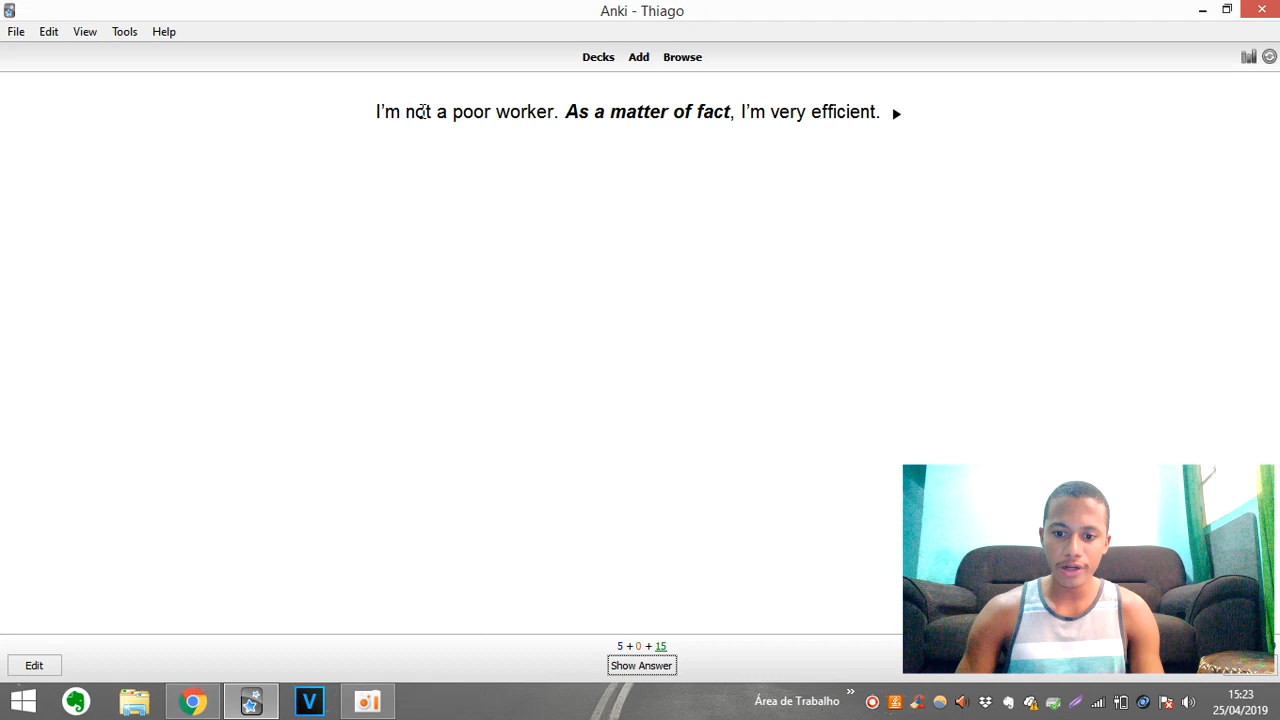 Anki - Thiago
File Edit View Tools Help
Decks Add Browse
I'm not a poor worker. As a matter of fact, I'm very efficient.
5 + 0 + 15
Edit
Show Answer
V
Área de Trabalho
»
15:23
25/04/2019